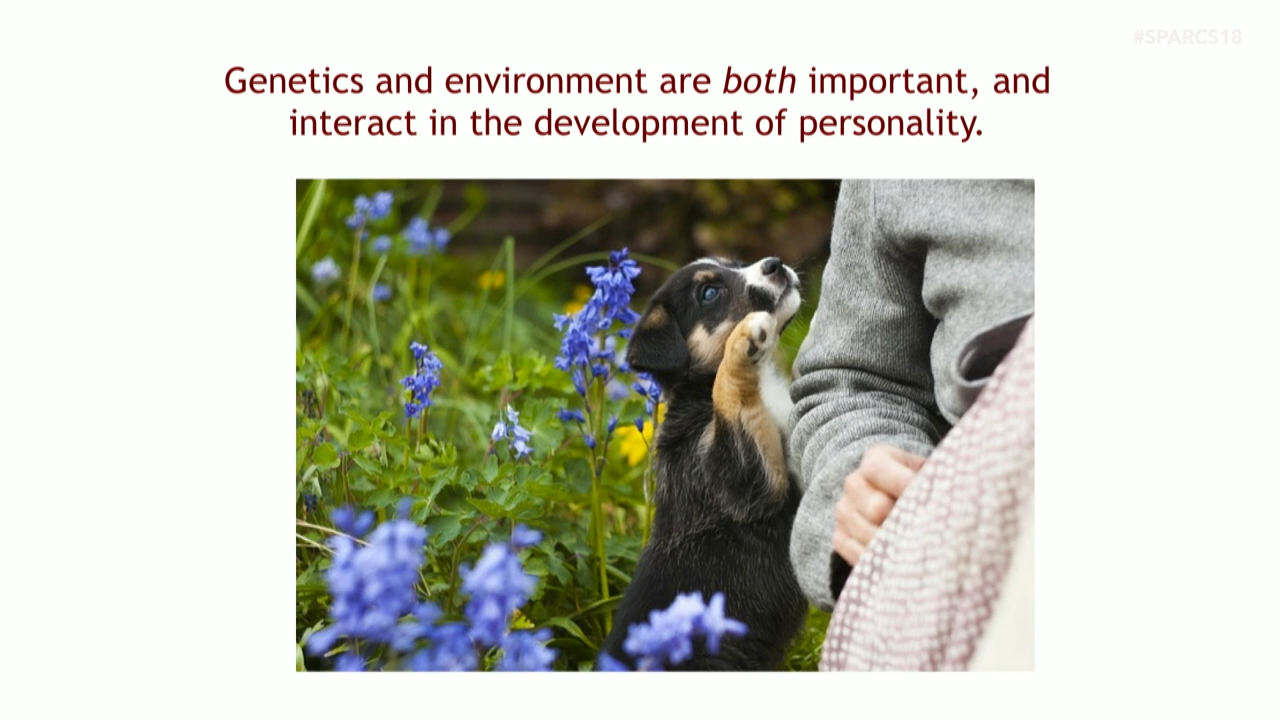 #SPARCS18
Genetics and environment are both important, and
interact in the development of personality.